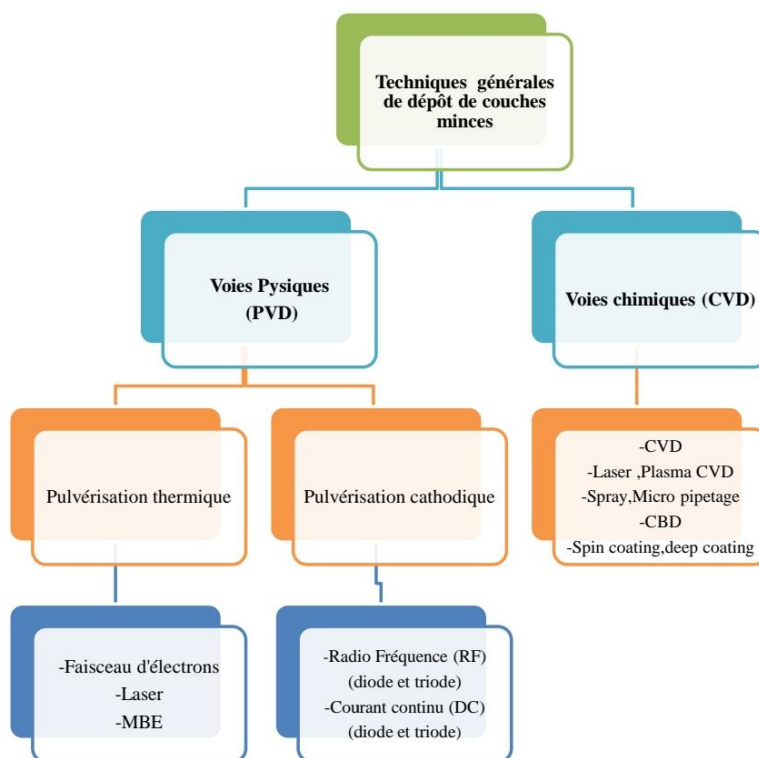 Techniques générales
de dépôt de couches
minces
Voies Pysiques
(PVD)
Voies chimiques (CVD)
Pulvérisation thermique
Pulvérisation cathodique
-CVD
-Laser ,Plasma CVD
-Spray,Micro pipetage
-CBD
-Spin coating,deep coating
-Faisceau d'électrons
-Laser
-MBE
-Radio Fréquence (RF)
(diode et triode)
-Courant continu (DC)
(diode et triode)